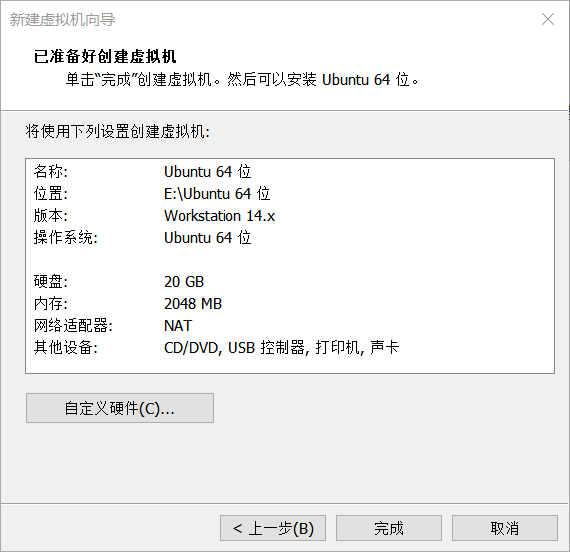 新建虚拟机向导
已准备好创建虚拟机
单击“完成”创建虚拟机。然后可以安装 Ubuntu 64 位。
将使用下列设置创建虚拟机:
名称: Ubuntu 64 位
位置: E:\Ubuntu 64 位
版本: Workstation 14.x
操作系统: Ubuntu 64 位
硬盘: 20 GB
内存: 2048 MB
网络适配器: NAT
其他设备: CD/DVD, USB 控制器, 打印机, 声卡
自定义硬件(C)...
< 上一步(B) 完成 取消